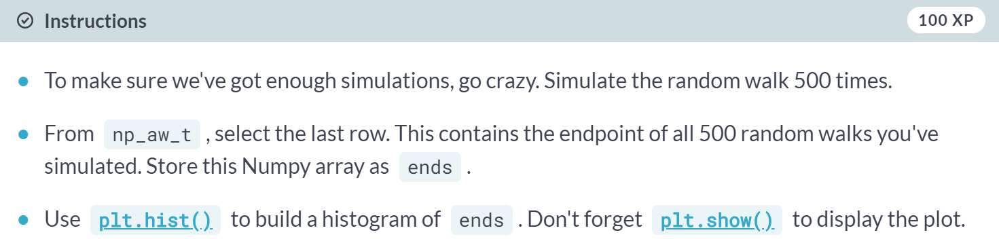 Instructions
100 XP
To make sure we've got enough simulations, go crazy. Simulate the random walk 500 times.
From np_aw_t , select the last row. This contains the endpoint of all 500 random walks you've
simulated. Store this Numpy array as ends .
Use plt.hist() to build a histogram of ends . Don't forget plt.show() to display the plot.